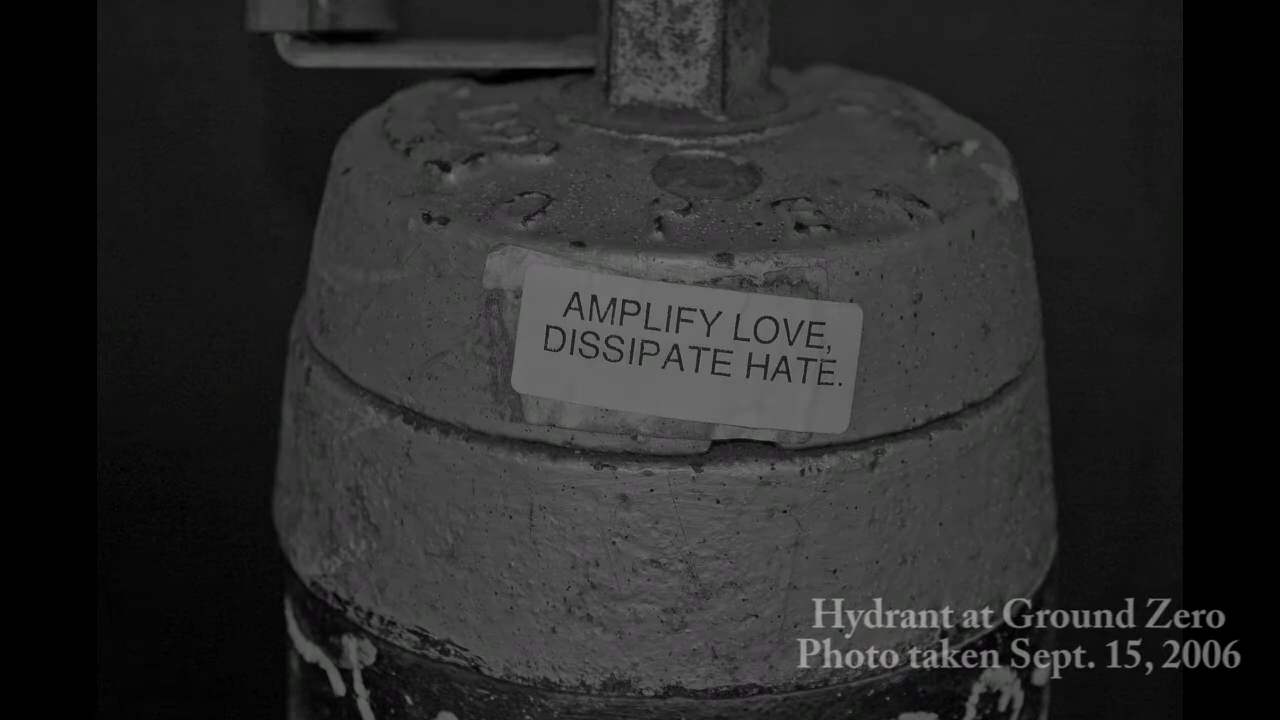 AMPLIFY LOVE,
DISSIPATE HATE.
Hydrant at Ground Zero
Photo taken Sept. 15, 2006